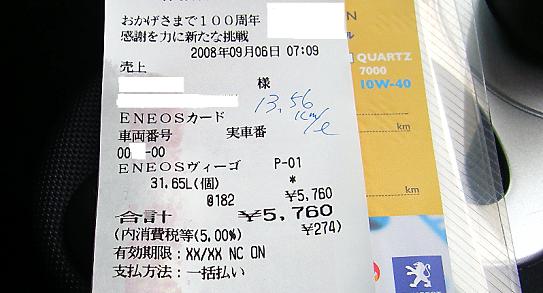 おかげさまで100周年
感謝を力に新たな挑戦
2008年09月06日 07:09
売上
様
13.56
km/ℓ
ENEOSカード
車両番号 実車番
00 -00
ENEOSヴィーゴ P-01
31.65L(個) *
@182 ¥5,760
合計 ¥5,760
(内消費税等(5.00%) ¥274)
有効期限:XX/XX NC ON
支払方法:一括払い
QUARTZ
7000
10W-40
km
km